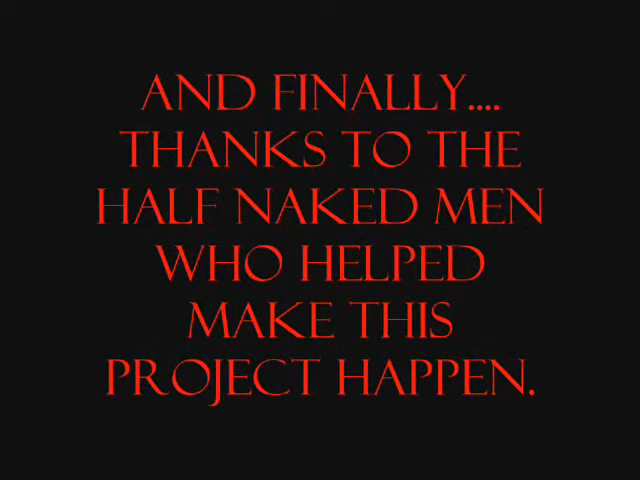 AND FINALLY....
THANKS TO THE
HALF NAKED MEN
WHO HELPED
MAKE THIS
PROJECT HAPPEN.